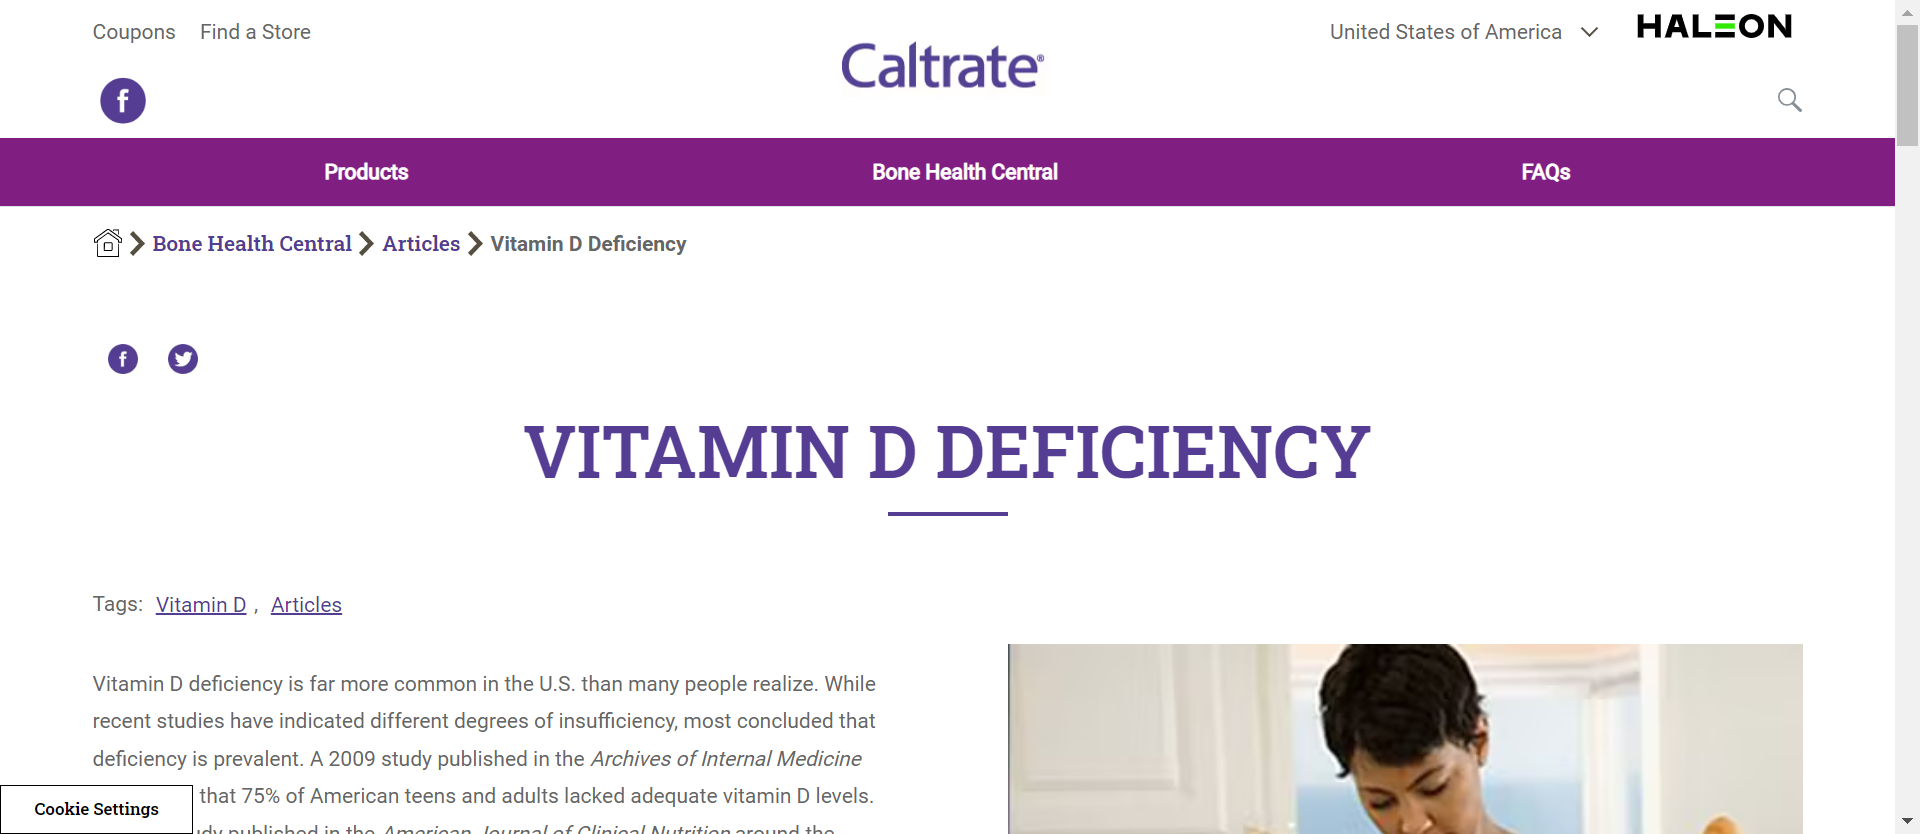 Coupons Find a Store
United States of America
HALEON
Caltrate®
Products Bone Health Central FAQs
Bone Health Central Articles Vitamin D Deficiency
VITAMIN D DEFICIENCY
Tags: Vitamin D , Articles
Vitamin D deficiency is far more common in the U.S. than many people realize. While
recent studies have indicated different degrees of insufficiency, most concluded that
deficiency is prevalent. A 2009 study published in the Archives of Internal Medicine
that 75% of American teens and adults lacked adequate vitamin D levels.
published in the American Journal of Clinical Nutrition around the
Cookie Settings